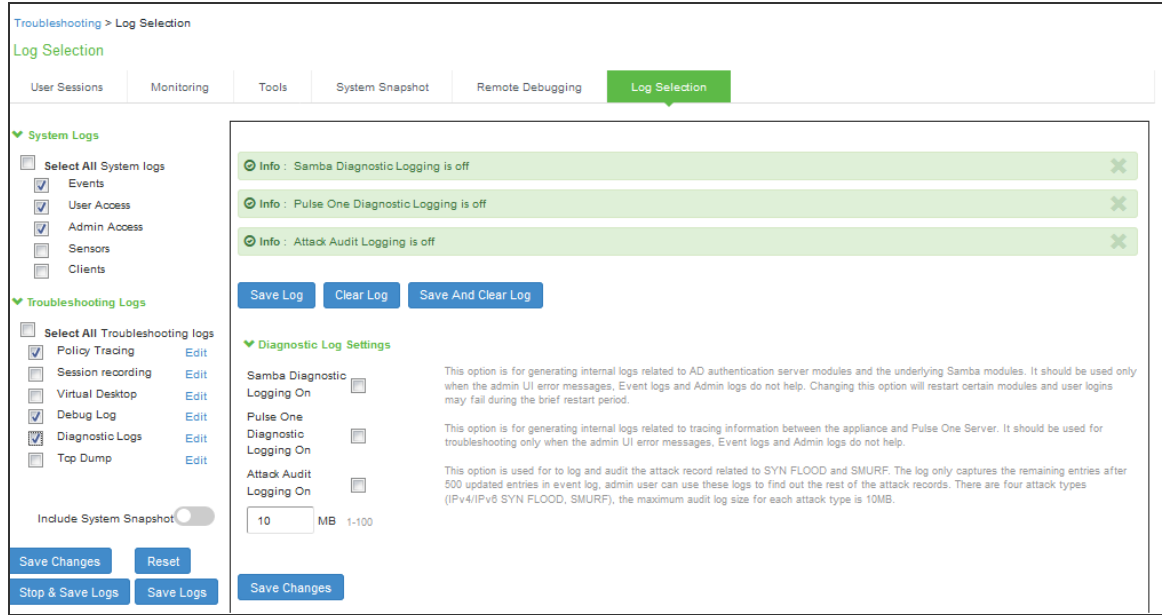 Troubleshooting > Log Selection
Log Selection
User Sessions
Monitoring
Tools
System Snapshot
Remote Debugging
Log Selection
System Logs
Select All System logs
Events
User Access
Admin Access
Sensors
Clients
Troubleshooting Logs
Select All Troubleshooting logs
Policy Tracing Edit
Session recording Edit
Virtual Desktop Edit
Debug Log Edit
Diagnostic Logs Edit
Tcp Dump Edit
Include System Snapshot
Save Changes
Reset
Stop & Save Logs
Save Logs
Info : Samba Diagnostic Logging is off
Info : Pulse One Diagnostic Logging is off
Info : Attack Audit Logging is off
Save Log
Clear Log
Save And Clear Log
Diagnostic Log Settings
Samba Diagnostic
Logging On
This option is for generating internal logs related to AD authentication server modules and the underlying Samba modules. It should be used only
when the admin UI error messages, Event logs and Admin logs do not help. Changing this option will restart certain modules and user logins
may fail during the brief restart period.
Pulse One
Diagnostic
Logging On
This option is for generating internal logs related to tracing information between the appliance and Pulse One Server. It should be used for
troubleshooting only when the admin UI error messages, Event logs and Admin logs do not help.
Attack Audit
Logging On
This option is used for to log and audit the attack record related to SYN FLOOD and SMURF. The log only captures the remaining entries after
500 updated entries in event log, admin user can use these logs to find out the rest of the attack records. There are four attack types
(IPv4/IPv6 SYN FLOOD, SMURF), the maximum audit log size for each attack type is 10MB.
10 MB 1-100
Save Changes